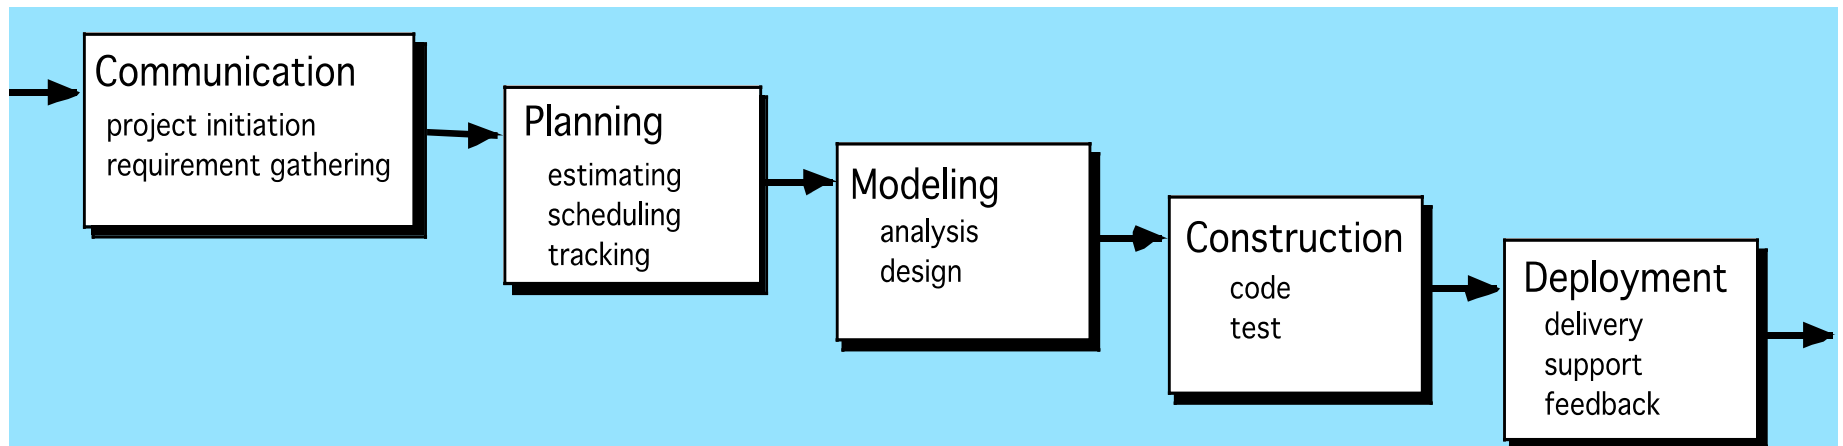 Communication
project initiation
requirement gathering
Planning
estimating
scheduling
tracking
Modeling
analysis
design
Construction
code
test
Deployment
delivery
support
feedback